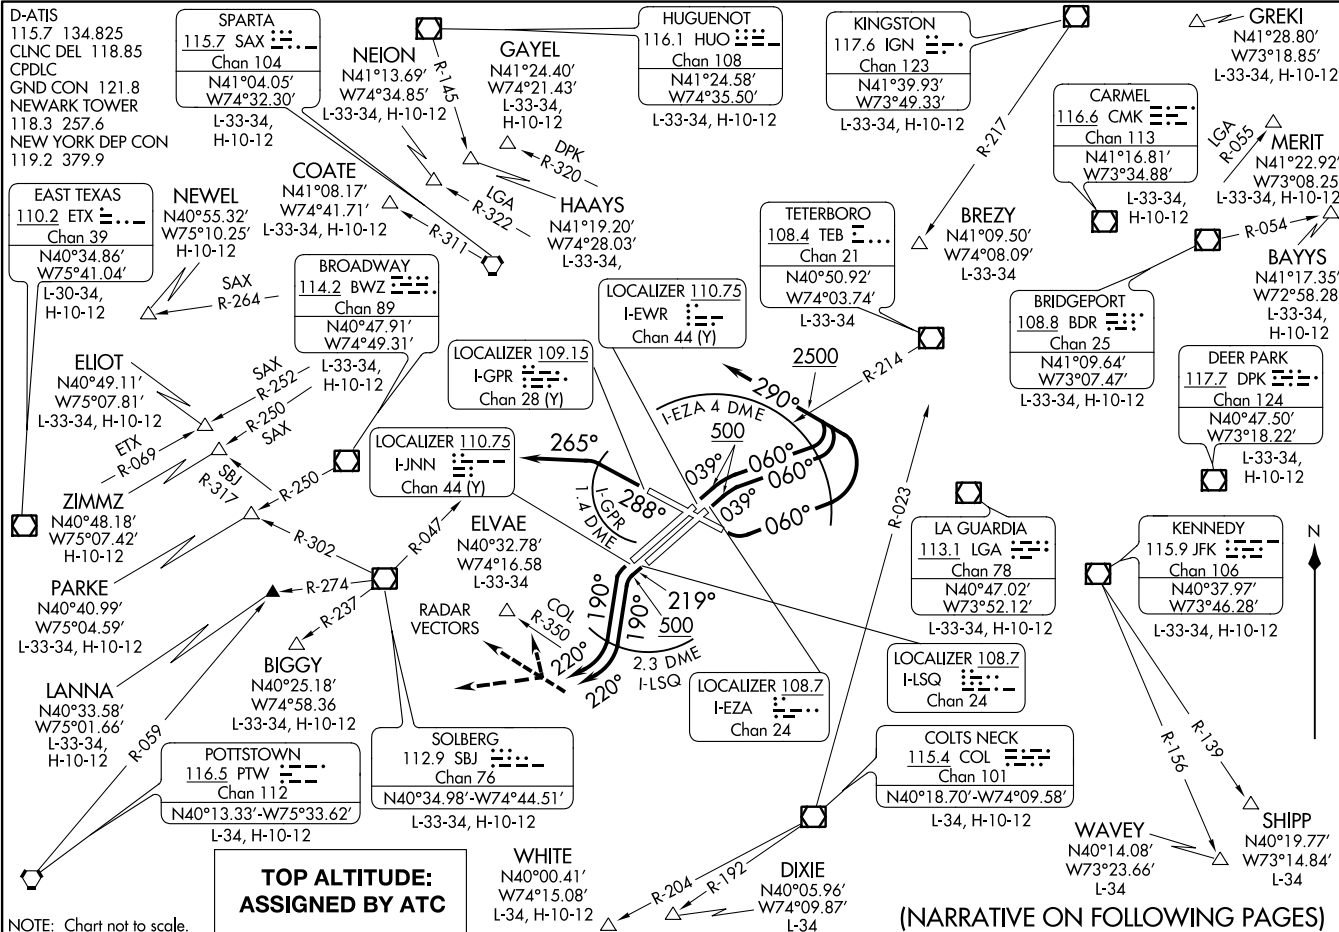 D-ATIS
115.7 134.825
CLNC DEL 118.85
CPDLC
GND CON 121.8
NEWARK TOWER
118.3 257.6
NEW YORK DEP CON
119.2 379.9
SPARTA
115.7 SAX
Chan 104
N41°04.05'
W74°32.30'
L-33-34,
H-10-12
NEION
N41°13.69'
W74°34.85'
L-33-34, H-10-12
R-145
GAYEL
N41°24.40'
W74°21.43'
L-33-34,
H-10-12
DPK
R-320
HUGUENOT
116.1 HUO
Chan 108
N41°24.58'
W74°35.50'
L-33-34, H-10-12
KINGSTON
117.6 IGN
Chan 123
N41°39.93'
W73°49.33'
L-33-34, H-10-12
R-217
GREKI
N41°28.80'
W73°18.85'
L-33-34, H-10-12
CARMEL
116.6 CMK
Chan 113
N41°16.81'
W73°34.88'
L-33-34,
H-10-12
LGA
R-055
MERIT
N41°22.92'
W73°08.25'
L-33-34, H-10-12
EAST TEXAS
110.2 ETX
Chan 39
N40°34.86'
W75°41.04'
L-30-34,
H-10-12
NEWEL
N40°55.32'
W75°10.25'
H-10-12
SAX
R-264
COATE
N41°08.17'
W74°41.71'
L-33-34, H-10-12
R-311
LGA
R-322
HAAYS
N41°19.20'
W74°28.03'
L-33-34,
TETERBORO
108.4 TEB
Chan 21
N40°50.92'
W74°03.74'
L-33-34
BREZY
N41°09.50'
W74°08.09'
L-33-34
R-054
BAYYS
N41°17.35'
W72°58.28'
L-33-34,
H-10-12
BROADWAY
114.2 BWZ
Chan 89
N40°47.91'
W74°49.31'
L-33-34,
H-10-12
LOCALIZER 110.75
I-EWR
Chan 44 (Y)
BRIDGEPORT
108.8 BDR
Chan 25
N41°09.64'
W73°07.47'
L-33-34, H-10-12
ELIOT
N40°49.11'
W75°07.81'
L-33-34, H-10-12
SAX
R-252
R-250
SAX
LOCALIZER 109.15
I-GPR
Chan 28 (Y)
2500
R-214
290°
I-EZA 4 DME
500
DEER PARK
117.7 DPK
Chan 124
N40°47.50'
W73°18.22'
L-33-34,
H-10-12
ETX
R-069
SBJ
R-317
R-250
LOCALIZER 110.75
I-JNN
Chan 44 (Y)
265°
288°
I-GPR
1.4 DME
039°
060°
039°
060°
060°
R-023
ZIMMZ
N40°48.18'
W75°07.42'
H-10-12
R-302
R-047
ELVAE
N40°32.78'
W74°16.58
L-33-34
LA GUARDIA
113.1 LGA
Chan 78
N40°47.02'
W73°52.12'
L-33-34, H-10-12
KENNEDY
115.9 JFK
Chan 106
N40°37.97'
W73°46.28'
L-33-34, H-10-12
N
PARKE
N40°40.99'
W75°04.59'
L-33-34, H-10-12
R-274
R-237
RADAR
VECTORS
COL
R-350
190°
190°
219°
500
220°
220°
2.3 DME
I-LSQ
BIGGY
N40°25.18'
W74°58.36
L-33-34, H-10-12
LANNA
N40°33.58'
W75°01.66'
L-33-34,
H-10-12
R-059
LOCALIZER 108.7
I-EZA
Chan 24
LOCALIZER 108.7
I-LSQ
Chan 24
POTTSTOWN
116.5 PTW
Chan 112
N40°13.33'-W75°33.62'
L-34, H-10-12
SOLBERG
112.9 SBJ
Chan 76
N40°34.98'-W74°44.51'
L-33-34, H-10-12
COLTS NECK
115.4 COL
Chan 101
N40°18.70'-W74°09.58'
L-34, H-10-12
R-156
R-139
SHIPP
N40°19.77'
W73°14.84'
L-34
WAVEY
N40°14.08'
W73°23.66'
L-34
TOP ALTITUDE:
ASSIGNED BY ATC
WHITE
N40°00.41'
W74°15.08'
L-34, H-10-12
R-204
R-192
DIXIE
N40°05.96'
W74°09.87'
L-34
NOTE: Chart not to scale.
(NARRATIVE ON FOLLOWING PAGES)